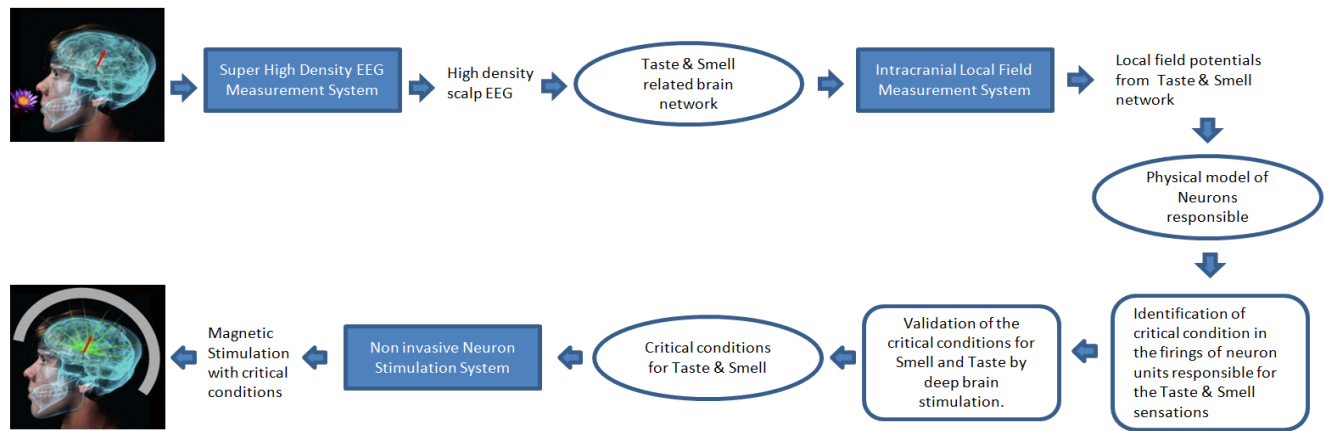 Super High Density EEG
Measurement System
High density
scalp EEG
Taste & Smell
related brain
network
Intracranial Local Field
Measurement System
Local field potentials
from Taste & Smell
network
Physical model of
Neurons
responsible
Identification of
critical condition in
the firings of neuron
units responsible for
the Taste & Smell
sensations
Validation of the
critical conditions for
Smell and Taste by
deep brain
stimulation.
Critical conditions
for Taste & Smell
Non invasive Neuron
Stimulation System
Magnetic
Stimulation
with critical
conditions